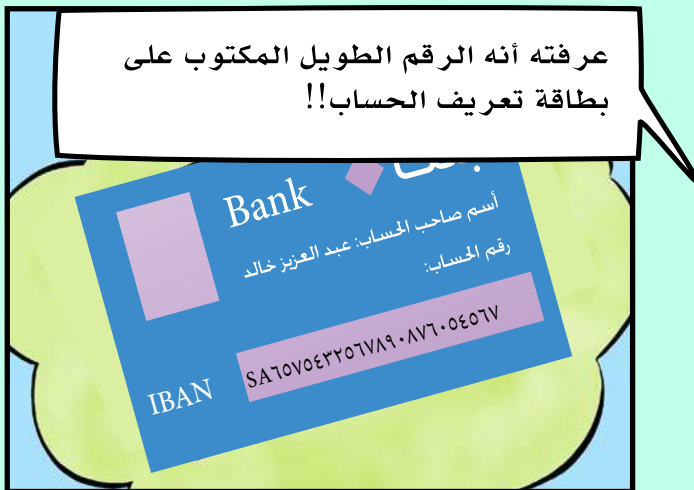 عرفته أنه الرقم الطويل المكتوب على
بطاقة تعريف الحساب!!
Bank
أسم صاحب الحساب: عبد العزيز خالد
رقم الحساب:
SA٦٥٧٥٤٣٢٥٦٧٨٩٠٨٧٦٠٥٤٥٦٧
IBAN